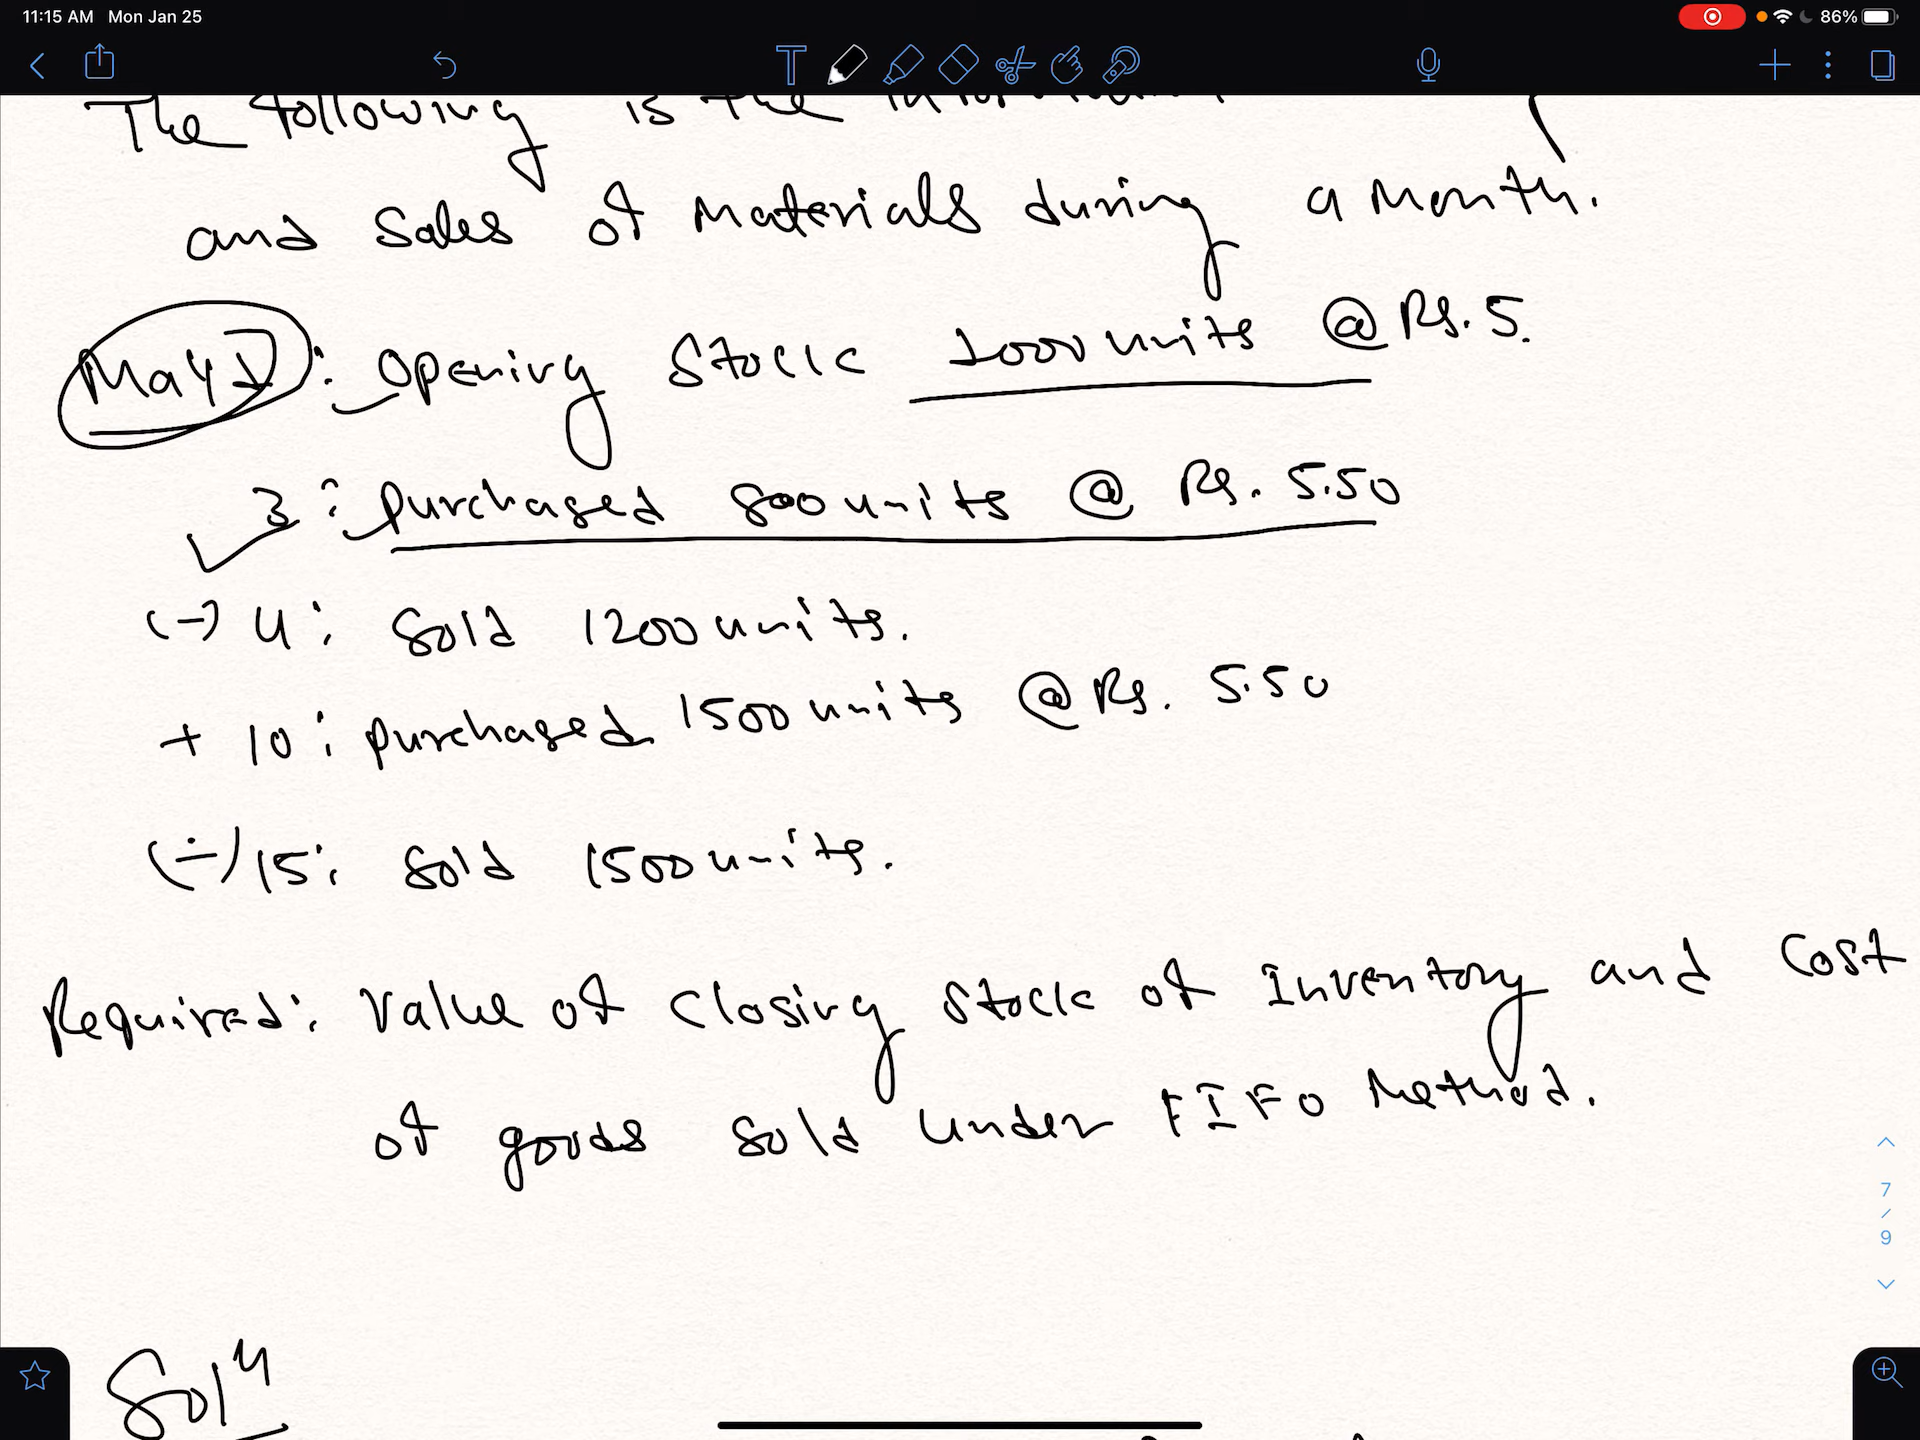 11:15 AM Mon Jan 25
86%
The following is the
and Sales of Materials during a Month.
May 1: Opening Stock 1000 units @ Rs. 5.
3: purchased 800 units @ Rs. 5.50
(-) 4: Sold 1200 units.
+ 10: purchased 1500 units @ Rs. 5.50
(-) 15: Sold 1500 units.
Required: Value of Closing Stock of Inventory and Cost
of goods sold under FIFO Method.
7
/
9
Solⁿ